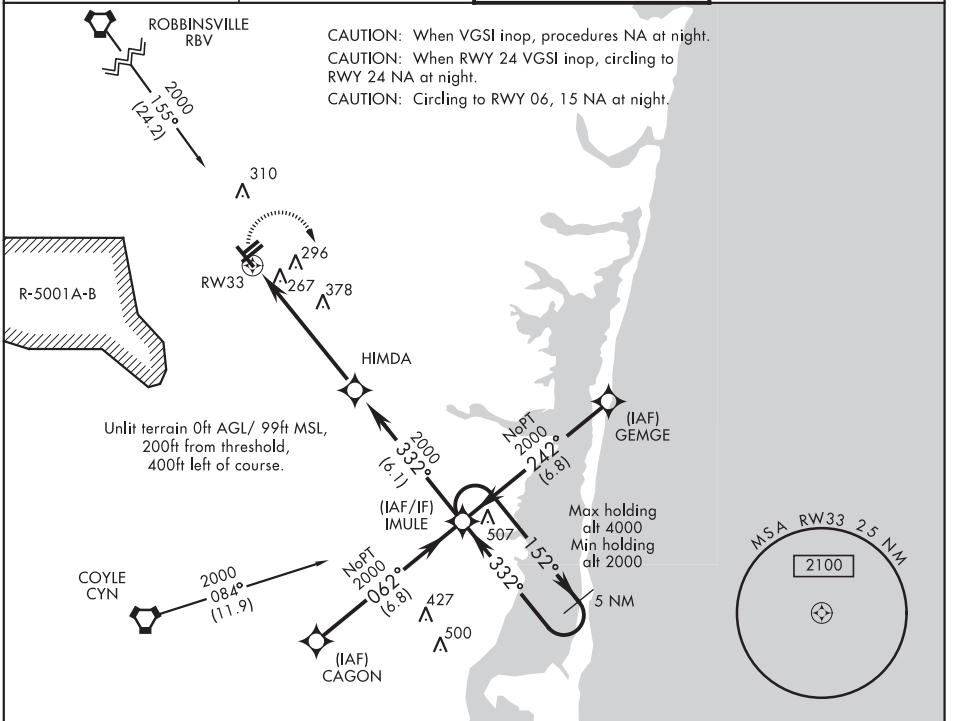 ROBBINSVILLE
RBV
CAUTION: When VGSI inop, procedures NA at night.
CAUTION: When RWY 24 VGSI inop, circling to
RWY 24 NA at night.
CAUTION: Circling to RWY 06, 15 NA at night.
2000
155°
(24.2)
310
296
267
378
RW33
R-5001A-B
HIMDA
Unlit terrain 0ft AGL/ 99ft MSL,
200ft from threshold,
400ft left of course.
2000
332°
(6.1)
NoPT
2000
242°
(6.8)
(IAF)
GEMGE
(IAF/IF)
IMULE
507
152°
332°
Max holding
alt 4000
Min holding
alt 2000
5 NM
COYLE
CYN
2000
084°
(11.9)
NoPT
2000
062°
(6.8)
427
500
(IAF)
CAGON
MSA RW33 25 NM
2100